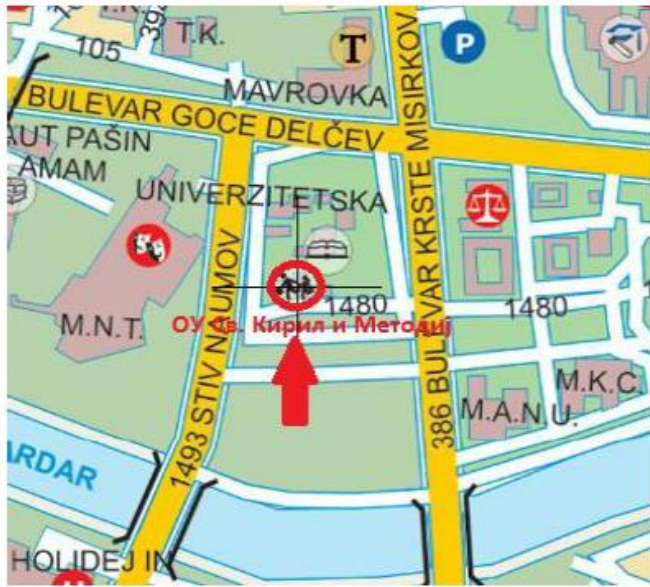 T.K.
T.K.
105
394
T
P
MAVROVKA
BULEVAR GOCE DELČEV
AUT PAŠIN
AMAM
UNIVERZITETSKA
1480
1480
ОУ Св. Кирил и Методиј
M.N.T.
1493 STIV NAUMOV
386 BULEVAR KRSTE MISIRKOV
M.K.C.
M.A.N.U.
ARDAR
HOLIDEJ IN